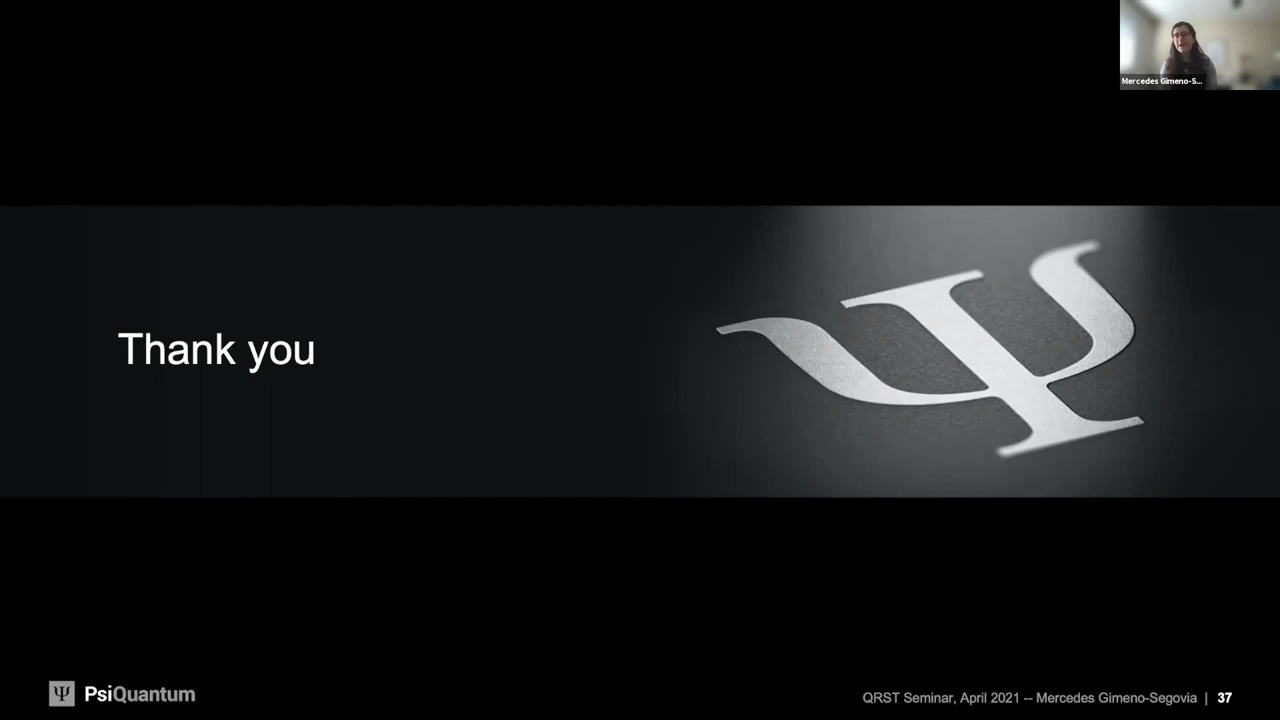 Mercedes Gimeno-S...
Thank you
Ψ
Ψ PsiQuantum
QRST Seminar, April 2021 -- Mercedes Gimeno-Segovia | 37